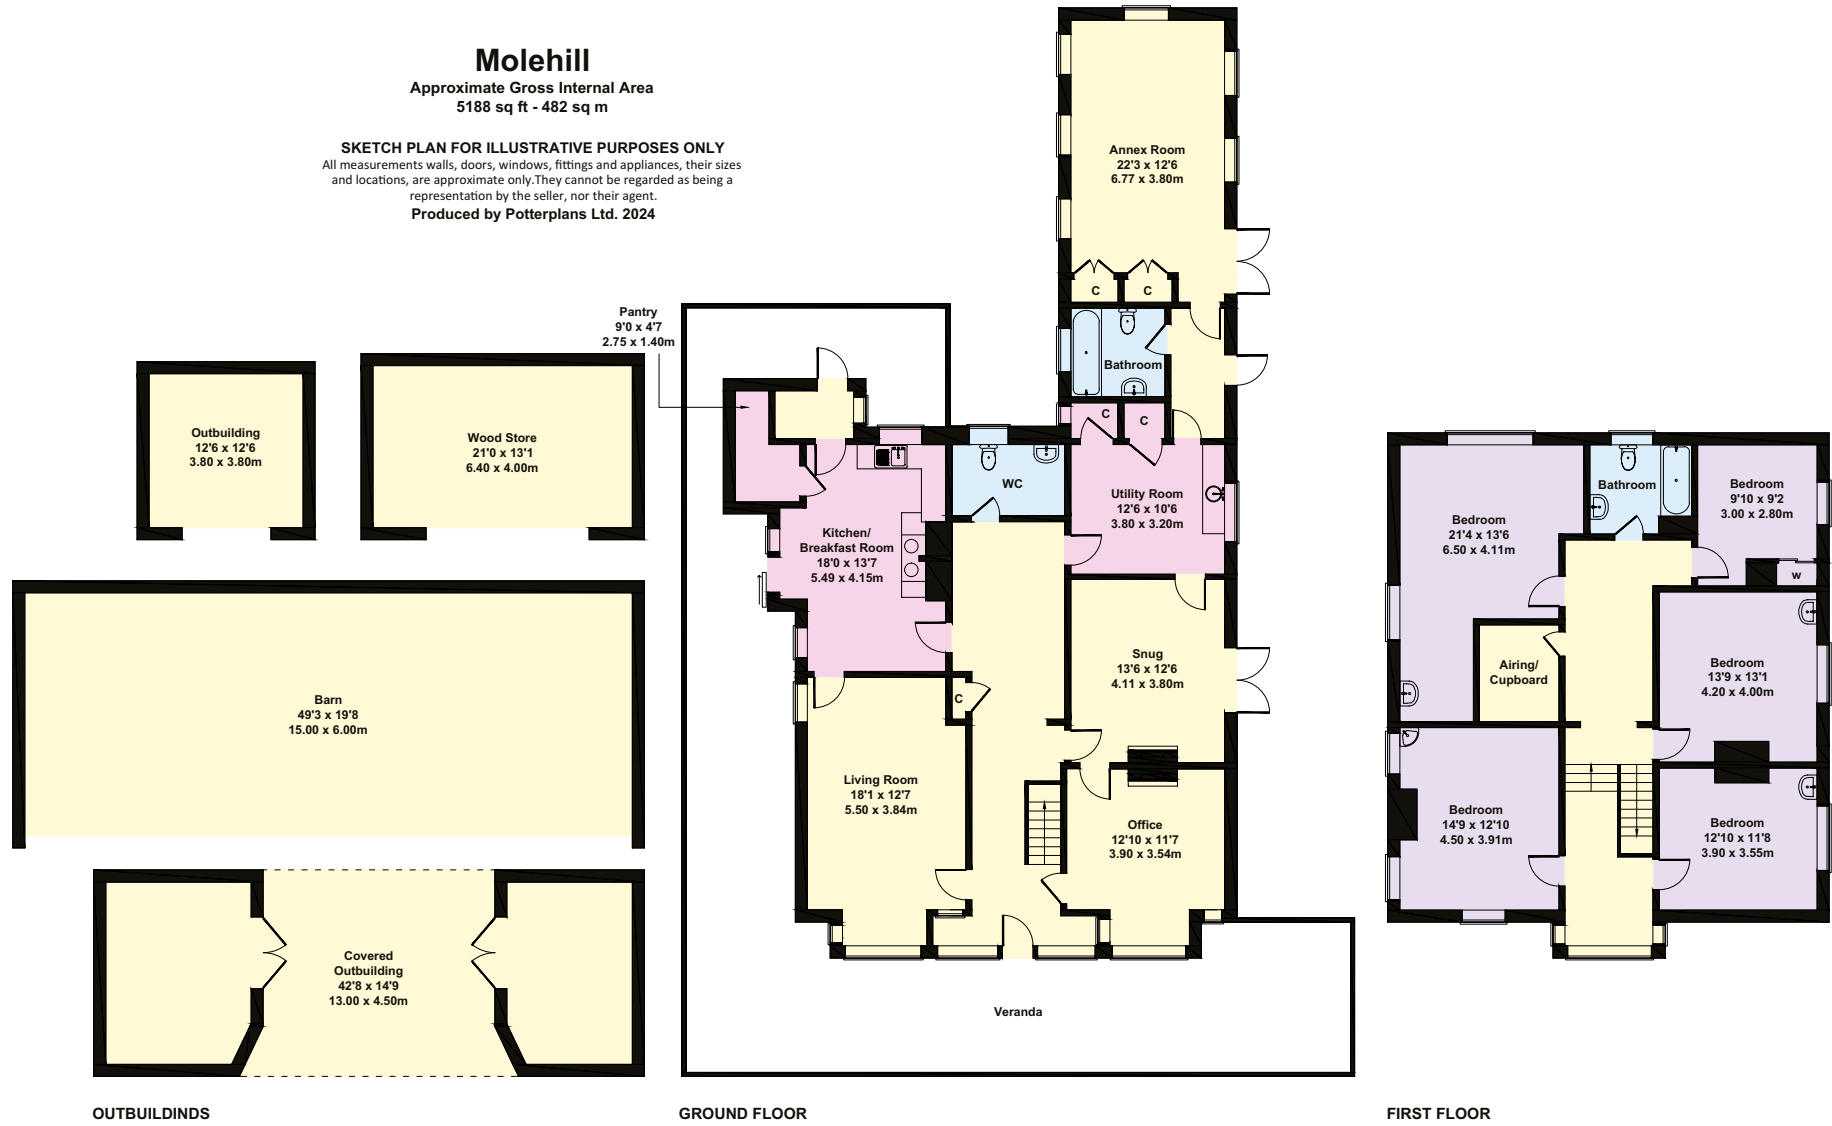 Molehill
Approximate Gross Internal Area
5188 sq ft - 482 sq m
SKETCH PLAN FOR ILLUSTRATIVE PURPOSES ONLY
All measurements walls, doors, windows, fittings and appliances, their sizes
and locations, are approximate only.They cannot be regarded as being a
representation by the seller, nor their agent.
Produced by Potterplans Ltd. 2024
Outbuilding
12'6 x 12'6
3.80 x 3.80m
Wood Store
21'0 x 13'1
6.40 x 4.00m
Barn
49'3 x 19'8
15.00 x 6.00m
Covered
Outbuilding
42'8 x 14'9
13.00 x 4.50m
OUTBUILDINDS
Annex Room
22'3 x 12'6
6.77 x 3.80m
C
C
Bathroom
C
C
Pantry
9'0 x 4'7
2.75 x 1.40m
WC
Utility Room
12'6 x 10'6
3.80 x 3.20m
Kitchen/
Breakfast Room
18'0 x 13'7
5.49 x 4.15m
Snug
13'6 x 12'6
4.11 x 3.80m
C
Living Room
18'1 x 12'7
5.50 x 3.84m
Office
12'10 x 11'7
3.90 x 3.54m
Veranda
GROUND FLOOR
Bedroom
21'4 x 13'6
6.50 x 4.11m
Bathroom
Bedroom
9'10 x 9'2
3.00 x 2.80m
W
Airing/
Cupboard
Bedroom
13'9 x 13'1
4.20 x 4.00m
Bedroom
14'9 x 12'10
4.50 x 3.91m
Bedroom
12'10 x 11'8
3.90 x 3.55m
FIRST FLOOR